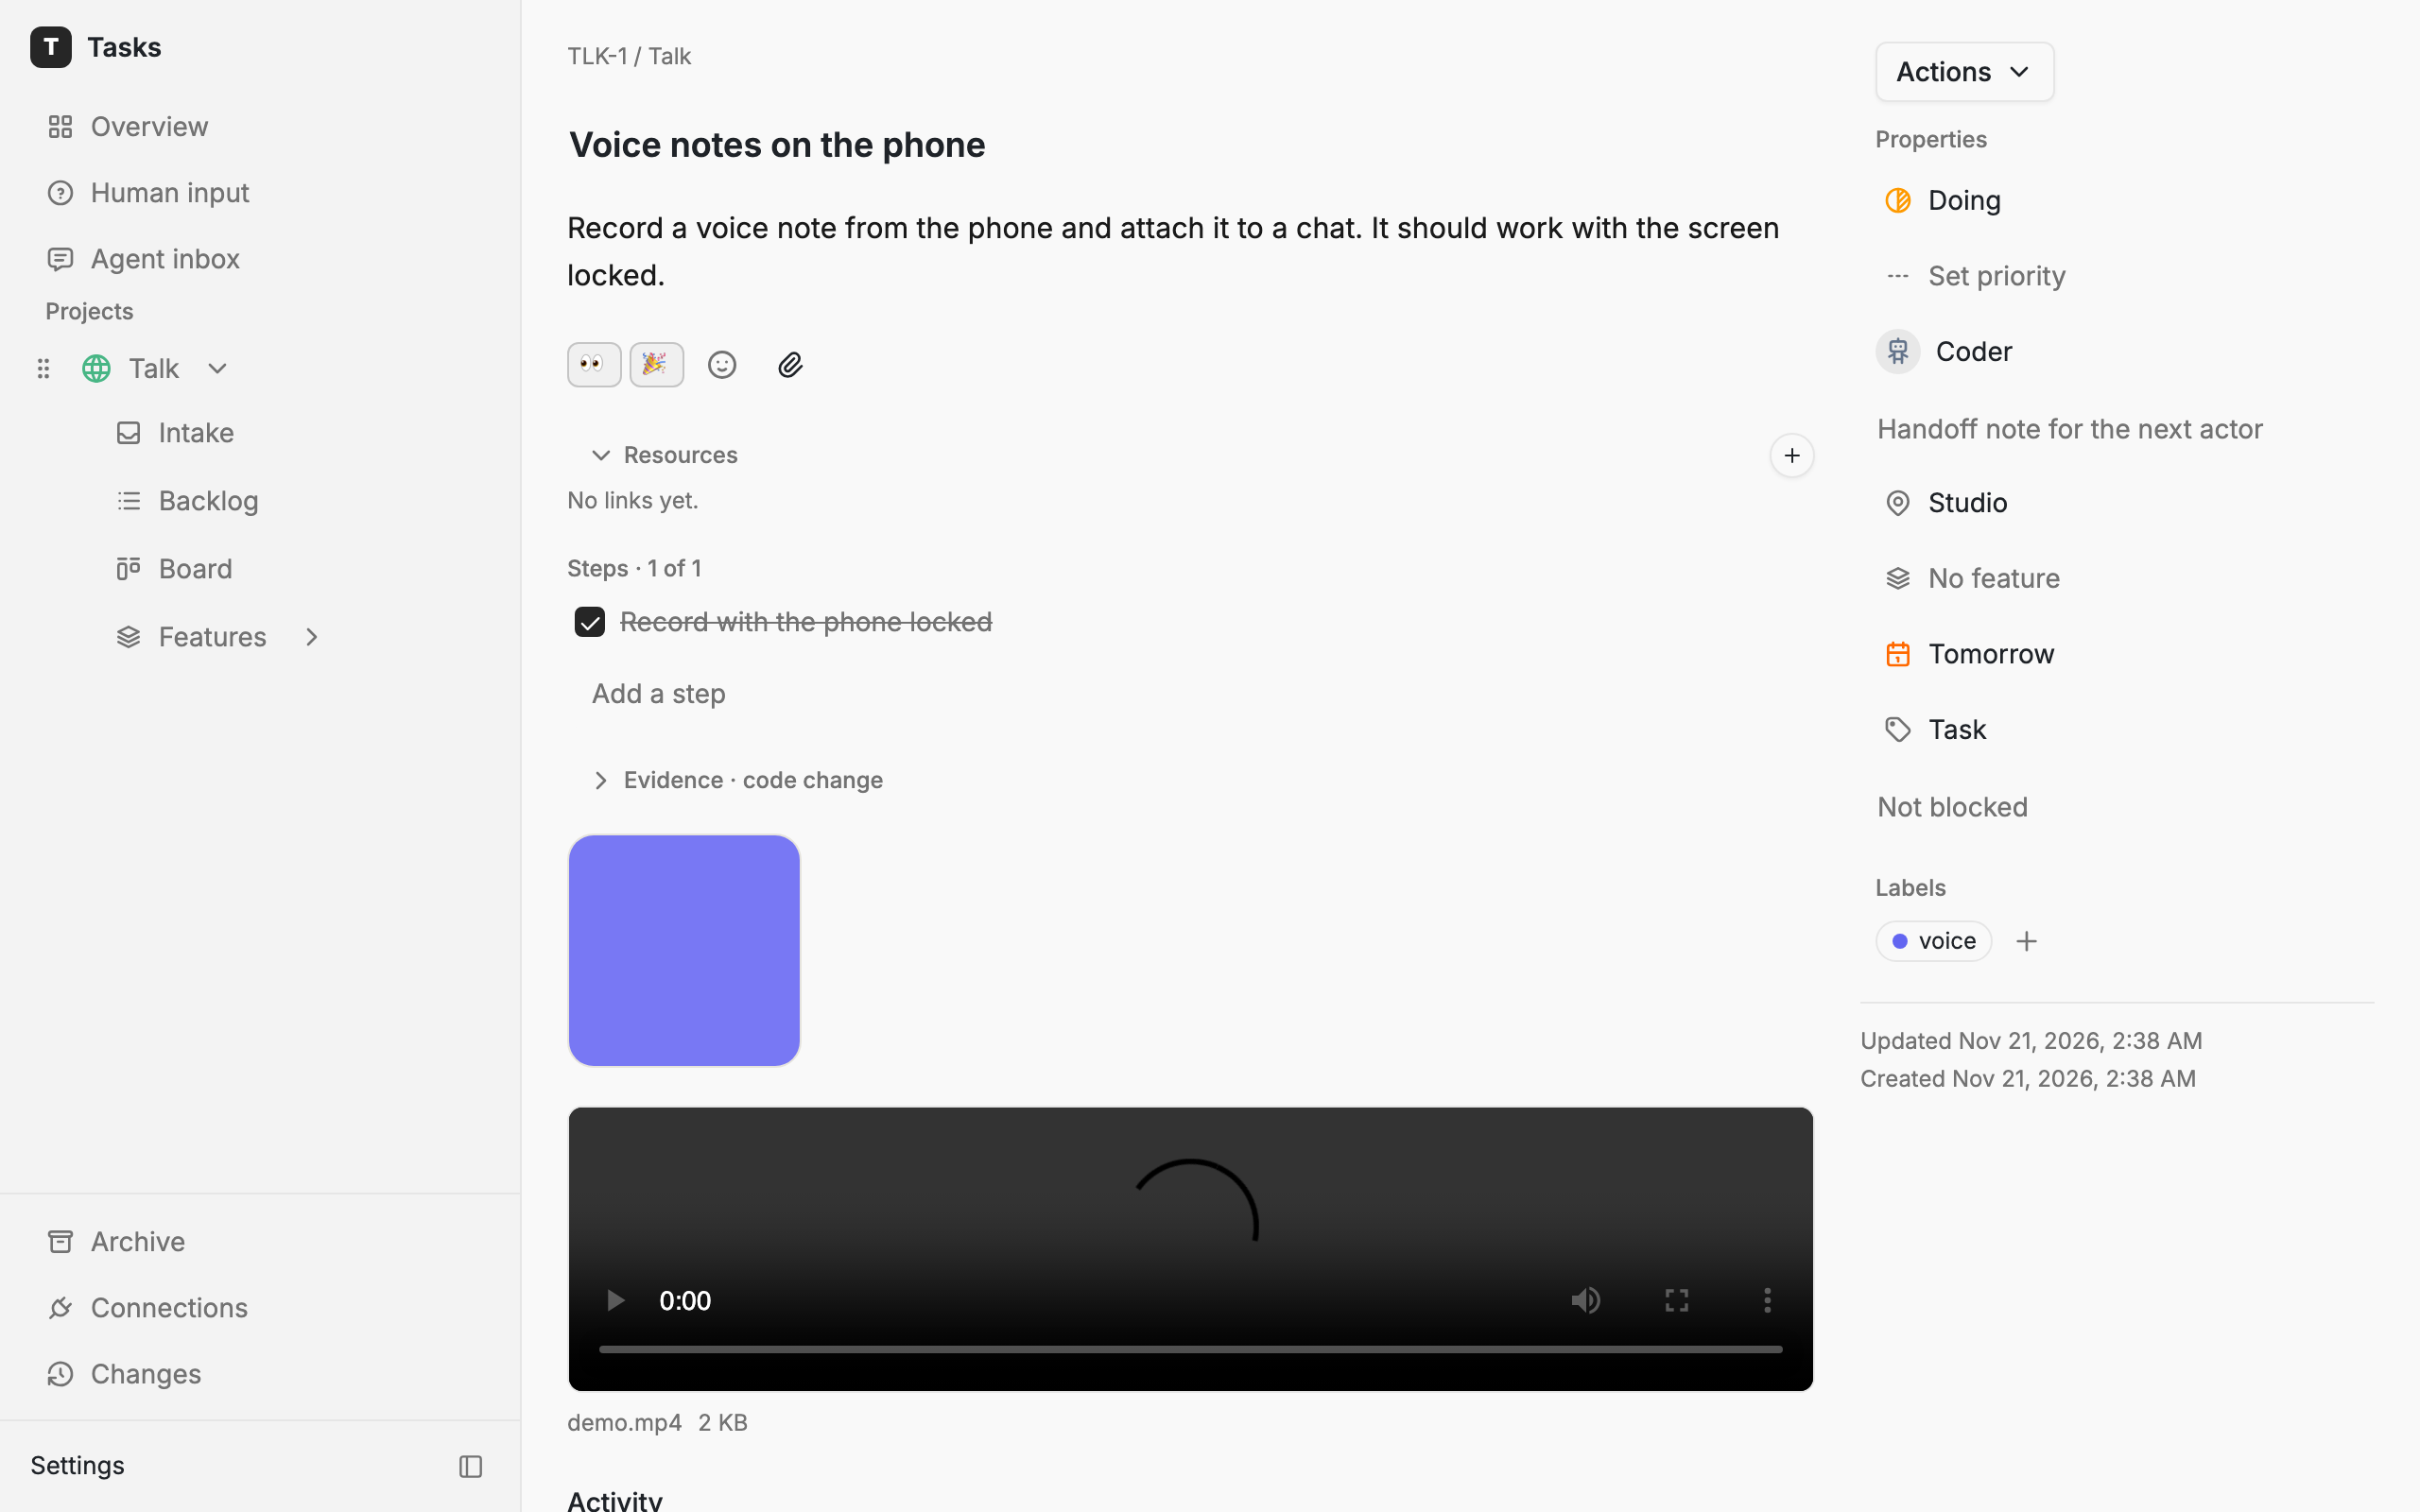 T Tasks
Overview
Human input
Agent inbox
Projects
Talk
Intake
Backlog
Board
Features
Archive
Connections
Changes
Settings
TLK-1 / Talk
Voice notes on the phone
Record a voice note from the phone and attach it to a chat. It should work with the screen
locked.
Resources
No links yet.
Steps · 1 of 1
Record with the phone locked
Add a step
Evidence · code change
0:00
demo.mp4 2 KB
Activity
Actions
Properties
Doing
Set priority
Coder
Handoff note for the next actor
Studio
No feature
Tomorrow
Task
Not blocked
Labels
voice
Updated Nov 21, 2026, 2:38 AM
Created Nov 21, 2026, 2:38 AM